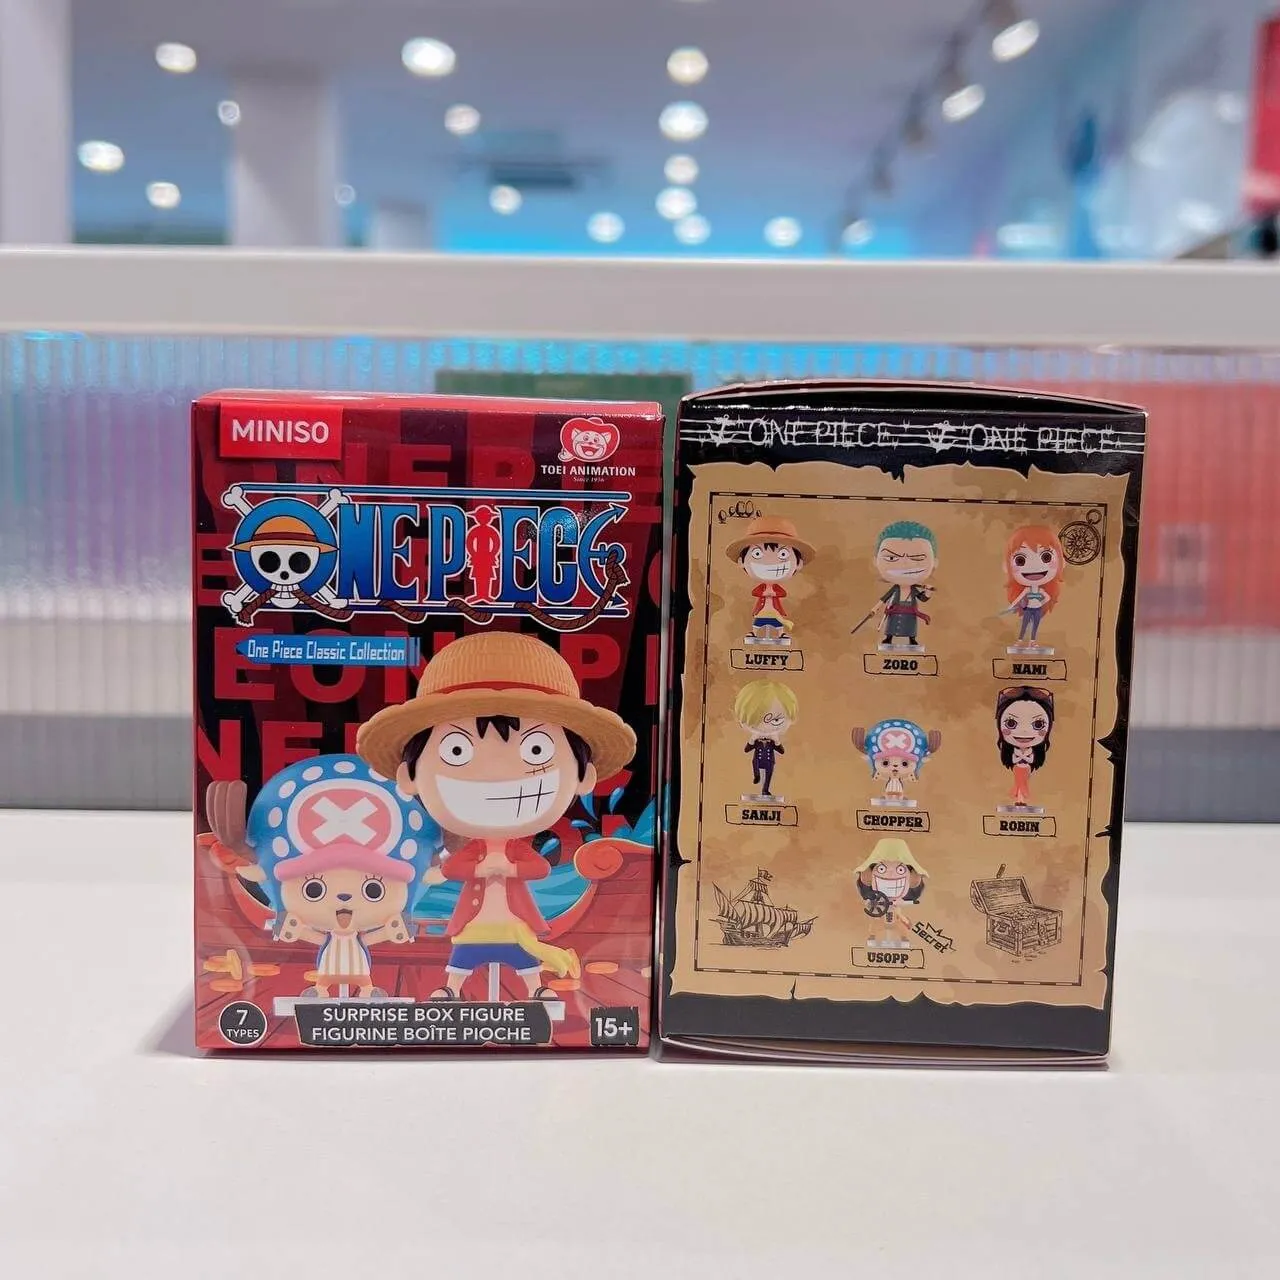 MINISO
TOEI ANIMATION
Since 1956
ONE PIECE
One Piece Classic Collection
7
TYPES
SURPRISE BOX FIGURE
FIGURINE BOÎTE PIOCHE
15+
ONE PIECE ONE PIECE
LUFFY
ZORO
NAMI
SANJI
CHOPPER
ROBIN
Secret
USOPP